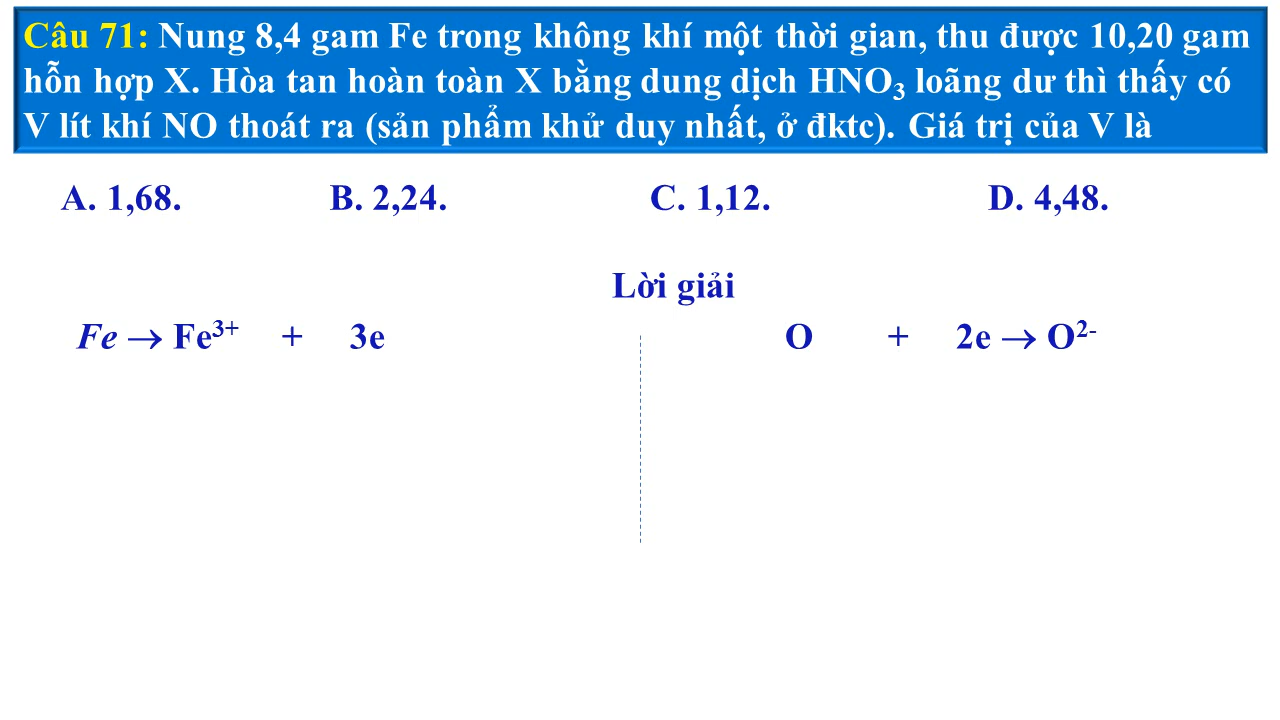 Câu 71: Nung 8,4 gam Fe trong không khí một thời gian, thu được 10,20 gam
hỗn hợp X. Hòa tan hoàn toàn X bằng dung dịch HNO₃ loãng dư thì thấy có
V lít khí NO thoát ra (sản phẩm khử duy nhất, ở đktc). Giá trị của V là
A. 1,68. B. 2,24. C. 1,12. D. 4,48.
Lời giải
Fe → Fe³⁺ + 3e O + 2e → O²⁻